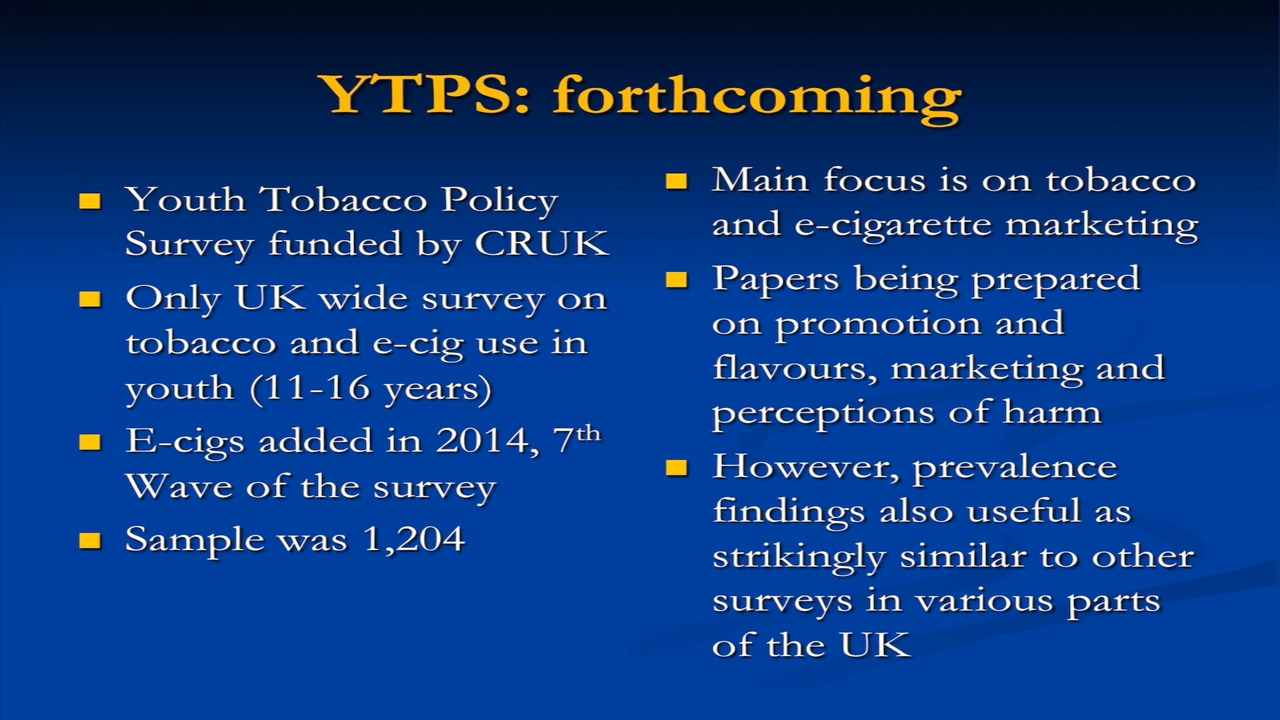 YTPS: forthcoming
Youth Tobacco Policy
Survey funded by CRUK
Only UK wide survey on
tobacco and e-cig use in
youth (11-16 years)
E-cigs added in 2014, 7th
Wave of the survey
Sample was 1,204
Main focus is on tobacco
and e-cigarette marketing
Papers being prepared
on promotion and
flavours, marketing and
perceptions of harm
However, prevalence
findings also useful as
strikingly similar to other
surveys in various parts
of the UK